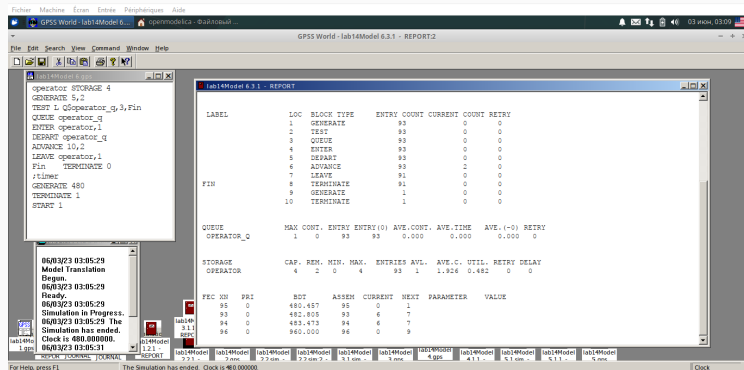 Fichier Machine Écran Entrée Périphériques Aide
GPSS World - lab14Model 6.... openmodelica - Файловый ... 03 июн, 03:09
GPSS World - lab14Model 6.3.1 - REPORT:2
File Edit Search View Command Window Help
lab14Model 6.gps
operator STORAGE 4
GENERATE 5,2
TEST L Q$operator_q,3,Fin
QUEUE operator_q
ENTER operator,1
DEPART operator_q
ADVANCE 10,2
LEAVE operator,1
Fin TERMINATE 0
;timer
GENERATE 480
TERMINATE 1
START 1
06/03/23 03:05:29
Model Translation
Begun.
06/03/23 03:05:29
Ready.
06/03/23 03:05:29
Simulation in Progress.
06/03/23 03:05:29 The
Simulation has ended.
Clock is 480.000000.
06/03/23 03:05:31
lab14Model 6.3.1 - REPORT
LABEL LOC BLOCK TYPE ENTRY COUNT CURRENT COUNT RETRY
1 GENERATE 93 0 0
2 TEST 93 0 0
3 QUEUE 93 0 0
4 ENTER 93 0 0
5 DEPART 93 0 0
6 ADVANCE 93 2 0
7 LEAVE 91 0 0
FIN 8 TERMINATE 91 0 0
9 GENERATE 1 0 0
10 TERMINATE 1 0 0
QUEUE MAX CONT. ENTRY ENTRY(0) AVE.CONT. AVE.TIME AVE.(-0) RETRY
OPERATOR_Q 1 0 93 93 0.000 0.000 0.000 0
STORAGE CAP. REM. MIN. MAX. ENTRIES AVL. AVE.C. UTIL. RETRY DELAY
OPERATOR 4 2 0 4 93 1 1.926 0.482 0 0
FEC XN PRI BDT ASSEM CURRENT NEXT PARAMETER VALUE
95 0 480.457 95 0 1
93 0 482.805 93 6 7
94 0 483.473 94 6 7
96 0 960.000 96 0 9
For Help, press F1 The Simulation has ended. Clock is 480.000000. Clock